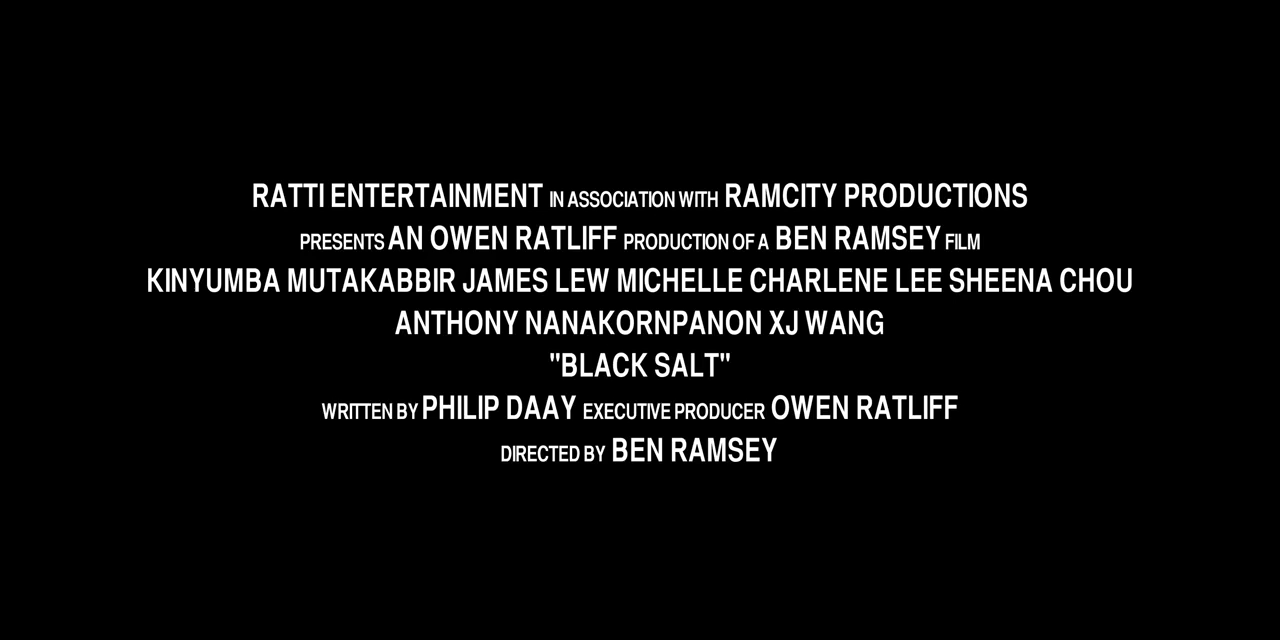 RATTI ENTERTAINMENT IN ASSOCIATION WITH RAMCITY PRODUCTIONS
PRESENTS AN OWEN RATLIFF PRODUCTION OF A BEN RAMSEY FILM
KINYUMBA MUTAKABBIR JAMES LEW MICHELLE CHARLENE LEE SHEENA CHOU
ANTHONY NANAKORNPANON XJ WANG
"BLACK SALT"
WRITTEN BY PHILIP DAAY EXECUTIVE PRODUCER OWEN RATLIFF
DIRECTED BY BEN RAMSEY